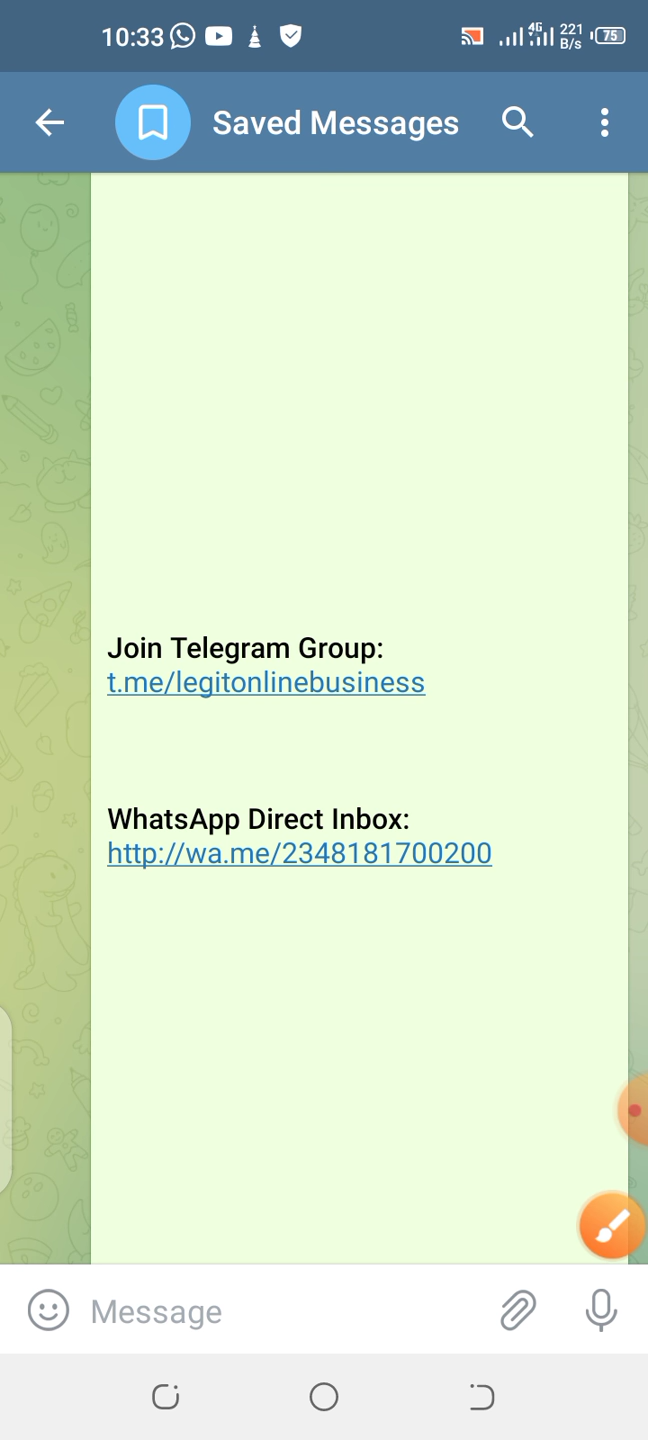 10:33
4G
221
B/s
75
Saved Messages
Join Telegram Group:
t.me/legitonlinebusiness
WhatsApp Direct Inbox:
http://wa.me/2348181700200
Message